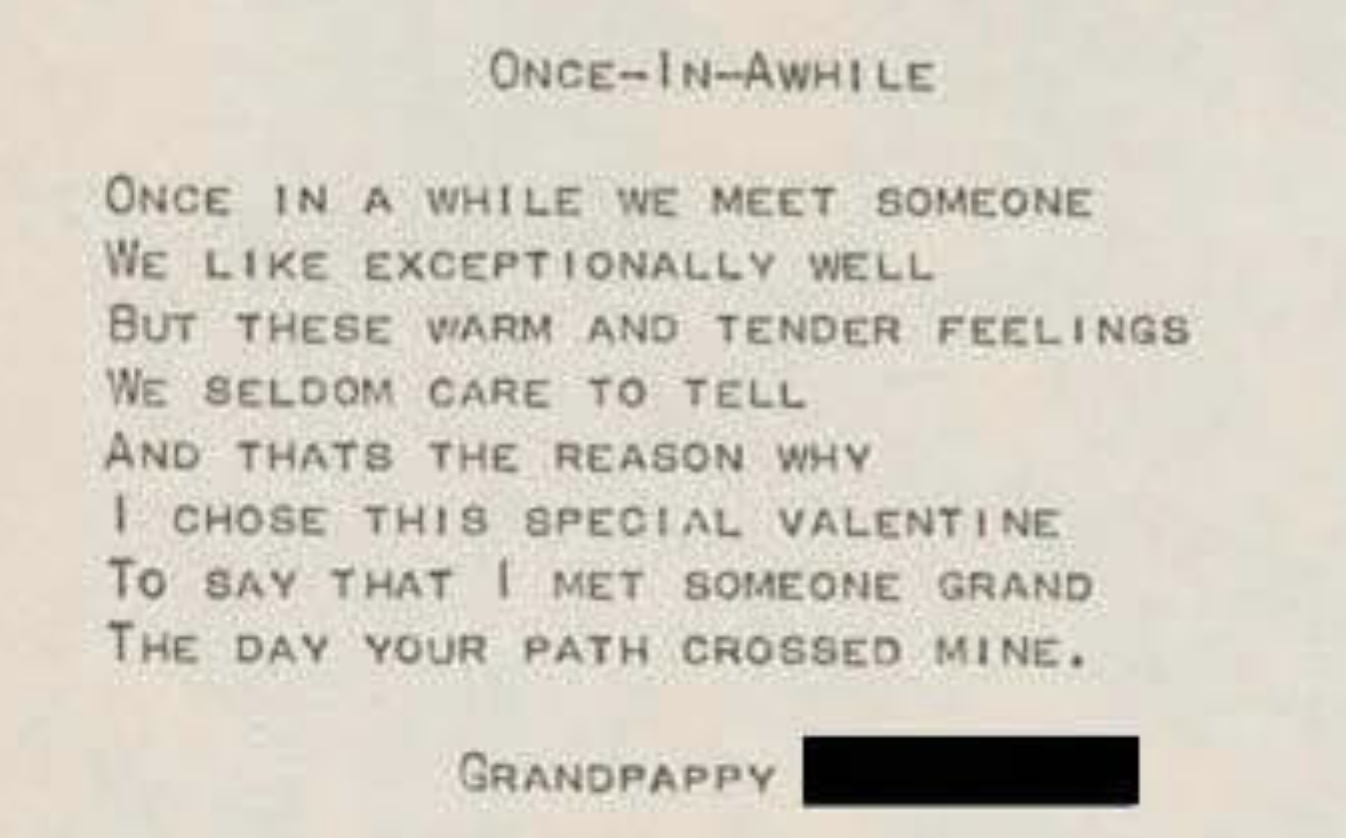 Once-In-Awhile
Once in a while we meet someone
We like exceptionally well
But these warm and tender feelings
We seldom care to tell
And thats the reason why
I chose this special valentine
To say that I met someone grand
The day your path crossed mine.
Grandpappy